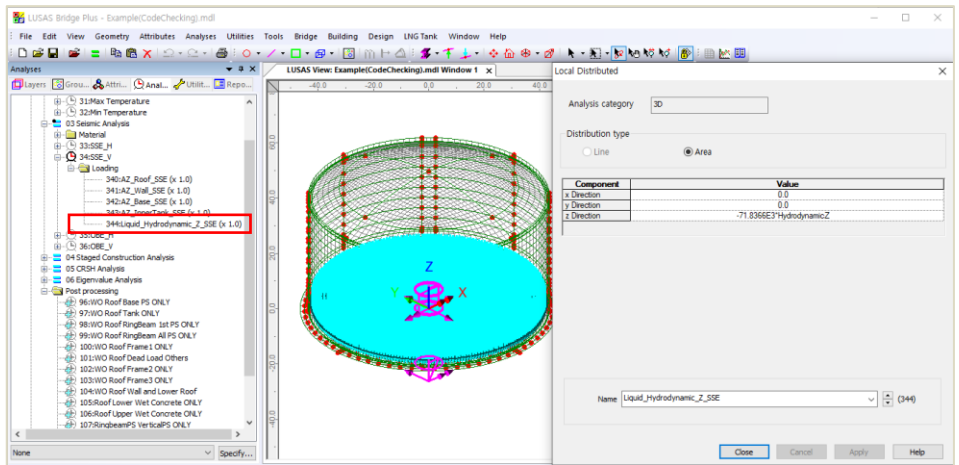 LUSAS Bridge Plus - Example(CodeChecking).mdl
File Edit View Geometry Attributes Analyses Utilities Tools Bridge Building Design LNG Tank Window Help
Analyses
Layers Grou... Attri... Anal... Utilit... Repo...
31:Max Temperature
32:Min Temperature
03 Seismic Analysis
Material
33:SSE_H
34:SSE_V
Loading
340:AZ_Roof_SSE (x 1.0)
341:AZ_Wall_SSE (x 1.0)
342:AZ_Base_SSE (x 1.0)
343:AZ_InnerTank_SSE (x 1.0)
344:Liquid_Hydrodynamic_Z_SSE (x 1.0)
35:OBE_H
36:OBE_V
04 Staged Construction Analysis
05 CRSH Analysis
06 Eigenvalue Analysis
Post processing
96:WO Roof Base PS ONLY
97:WO Roof Tank ONLY
98:WO Roof RingBeam 1st PS ONLY
99:WO Roof RingBeam All PS ONLY
100:WO Roof Frame1 ONLY
101:WO Roof Dead Load Others
102:WO Roof Frame2 ONLY
103:WO Roof Frame3 ONLY
104:WO Roof Wall and Lower Roof
105:Roof Lower Wet Concrete ONLY
106:Roof Upper Wet Concrete ONLY
107:RingbeamPS VerticalPS ONLY
None Specify...
LUSAS View: Example(CodeChecking).mdl Window 1 x
-40.0 -20.0 0.0 20.0 40.0
60.0
40.0
20.0
0.0
-20.0
-40.0
Z
Y X
Local Distributed
Analysis category 3D
Distribution type
Line Area
Component Value
x Direction 0.0
y Direction 0.0
z Direction -71.8366E3*HydrodynamicZ
Name Liquid_Hydrodynamic_Z_SSE (344)
Close Cancel Apply Help